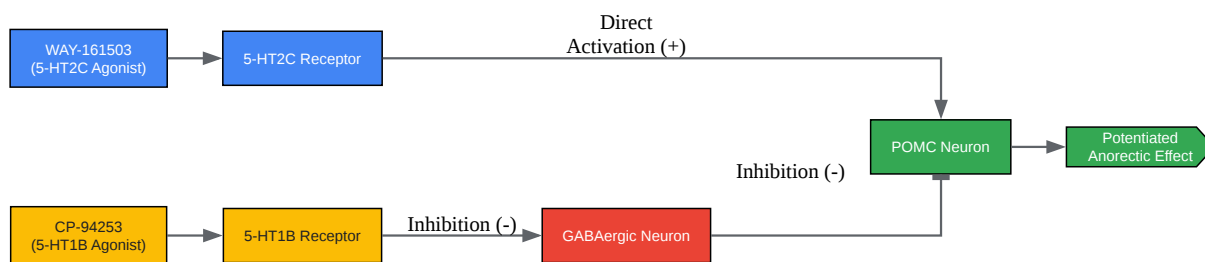 Direct
Activation (+)
WAY-161503
(5-HT2C Agonist)
5-HT2C Receptor
POMC Neuron
Potentiated
Anorectic Effect
Inhibition (-)
CP-94253
(5-HT1B Agonist)
5-HT1B Receptor
Inhibition (-)
GABAergic Neuron